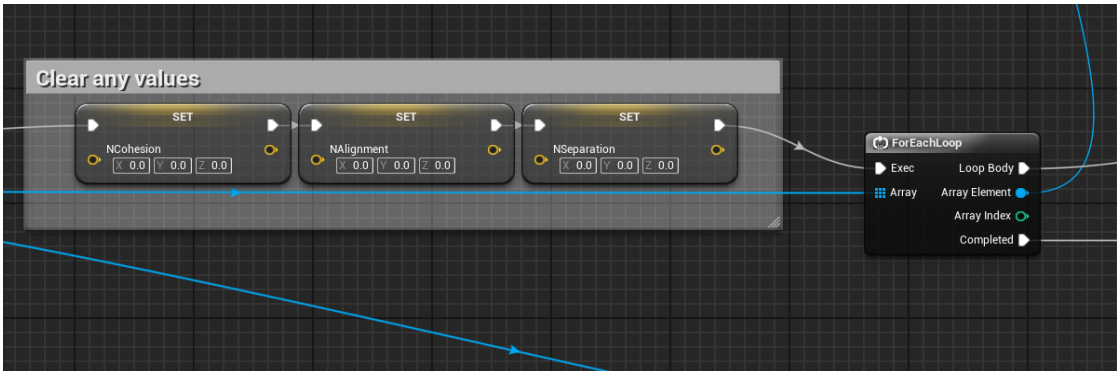 Clear any values
SET
NCohesion
X 0.0 Y 0.0 Z 0.0
SET
NAlignment
X 0.0 Y 0.0 Z 0.0
SET
NSeparation
X 0.0 Y 0.0 Z 0.0
ForEachLoop
Exec Loop Body
Array Array Element
Array Index
Completed